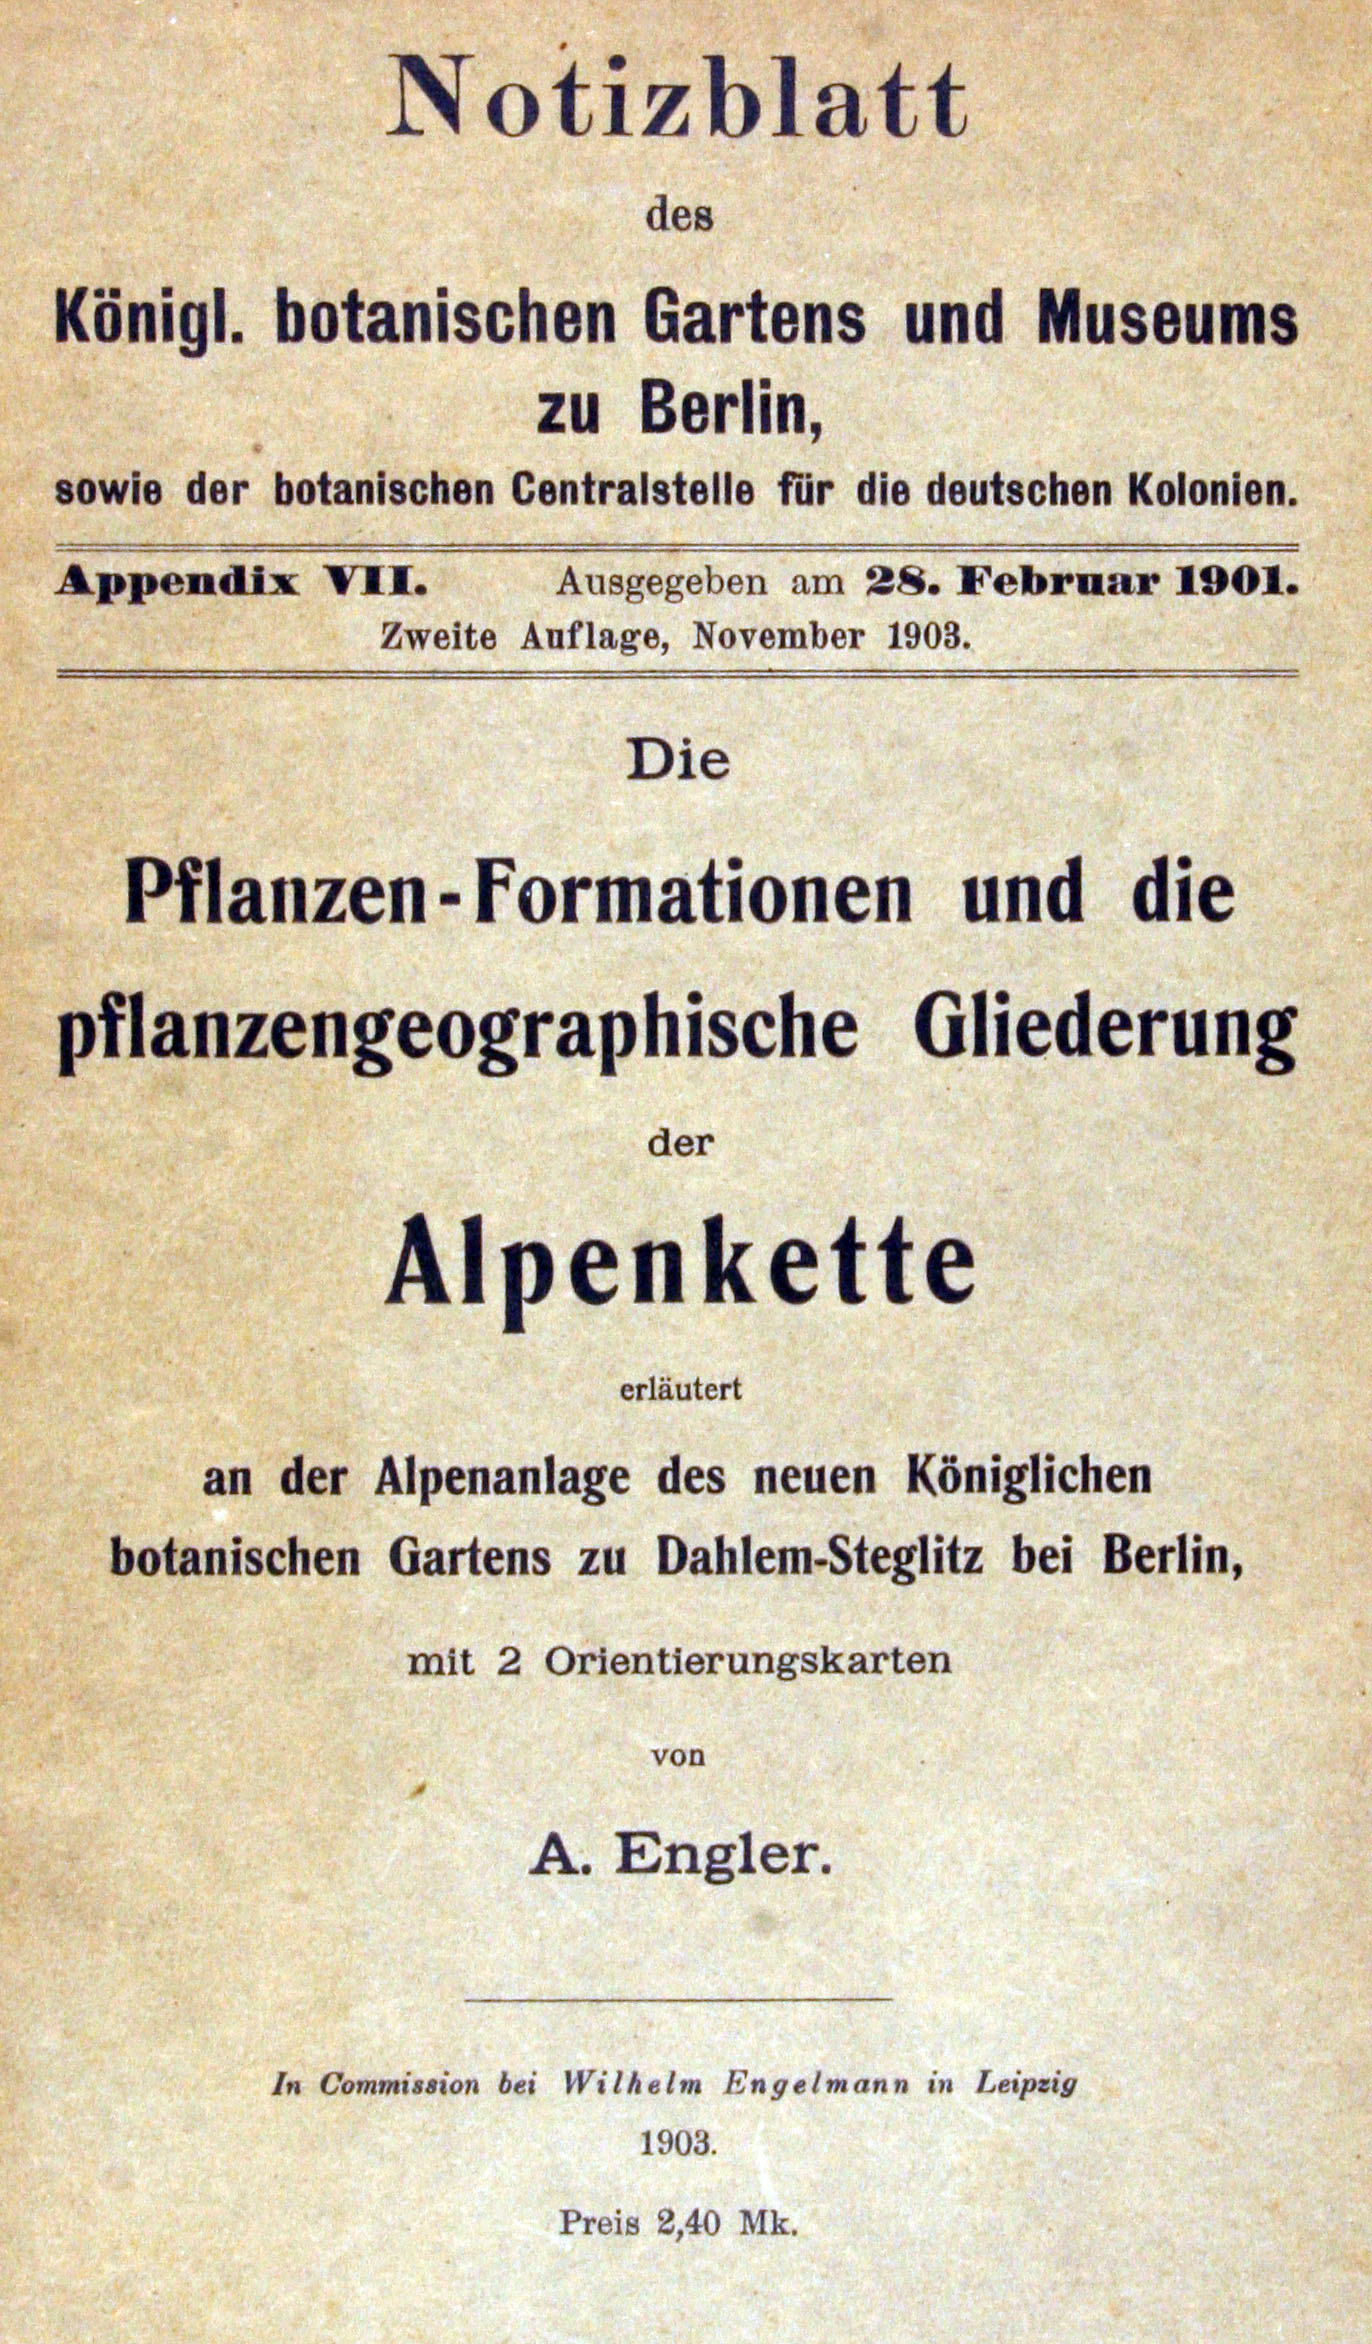 Notizblatt
des
Königl. botanischen Gartens und Museums
zu Berlin,
sowie der botanischen Centralstelle für die deutschen Kolonien.
Appendix VII. Ausgegeben am 28. Februar 1901.
Zweite Auflage, November 1903.
Die
Pflanzen-Formationen und die
pflanzengeographische Gliederung
der
Alpenkette
erläutert
an der Alpenanlage des neuen Königlichen
botanischen Gartens zu Dahlem-Steglitz bei Berlin,
mit 2 Orientierungskarten
von
A. Engler.
In Commission bei Wilhelm Engelmann in Leipzig
1903.
Preis 2,40 Mk.